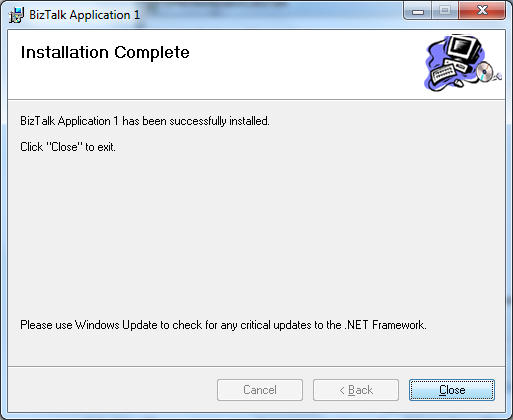 BizTalk Application 1
Installation Complete
BizTalk Application 1 has been successfully installed.
Click "Close" to exit.
Please use Windows Update to check for any critical updates to the .NET Framework.
Cancel
< Back
Close